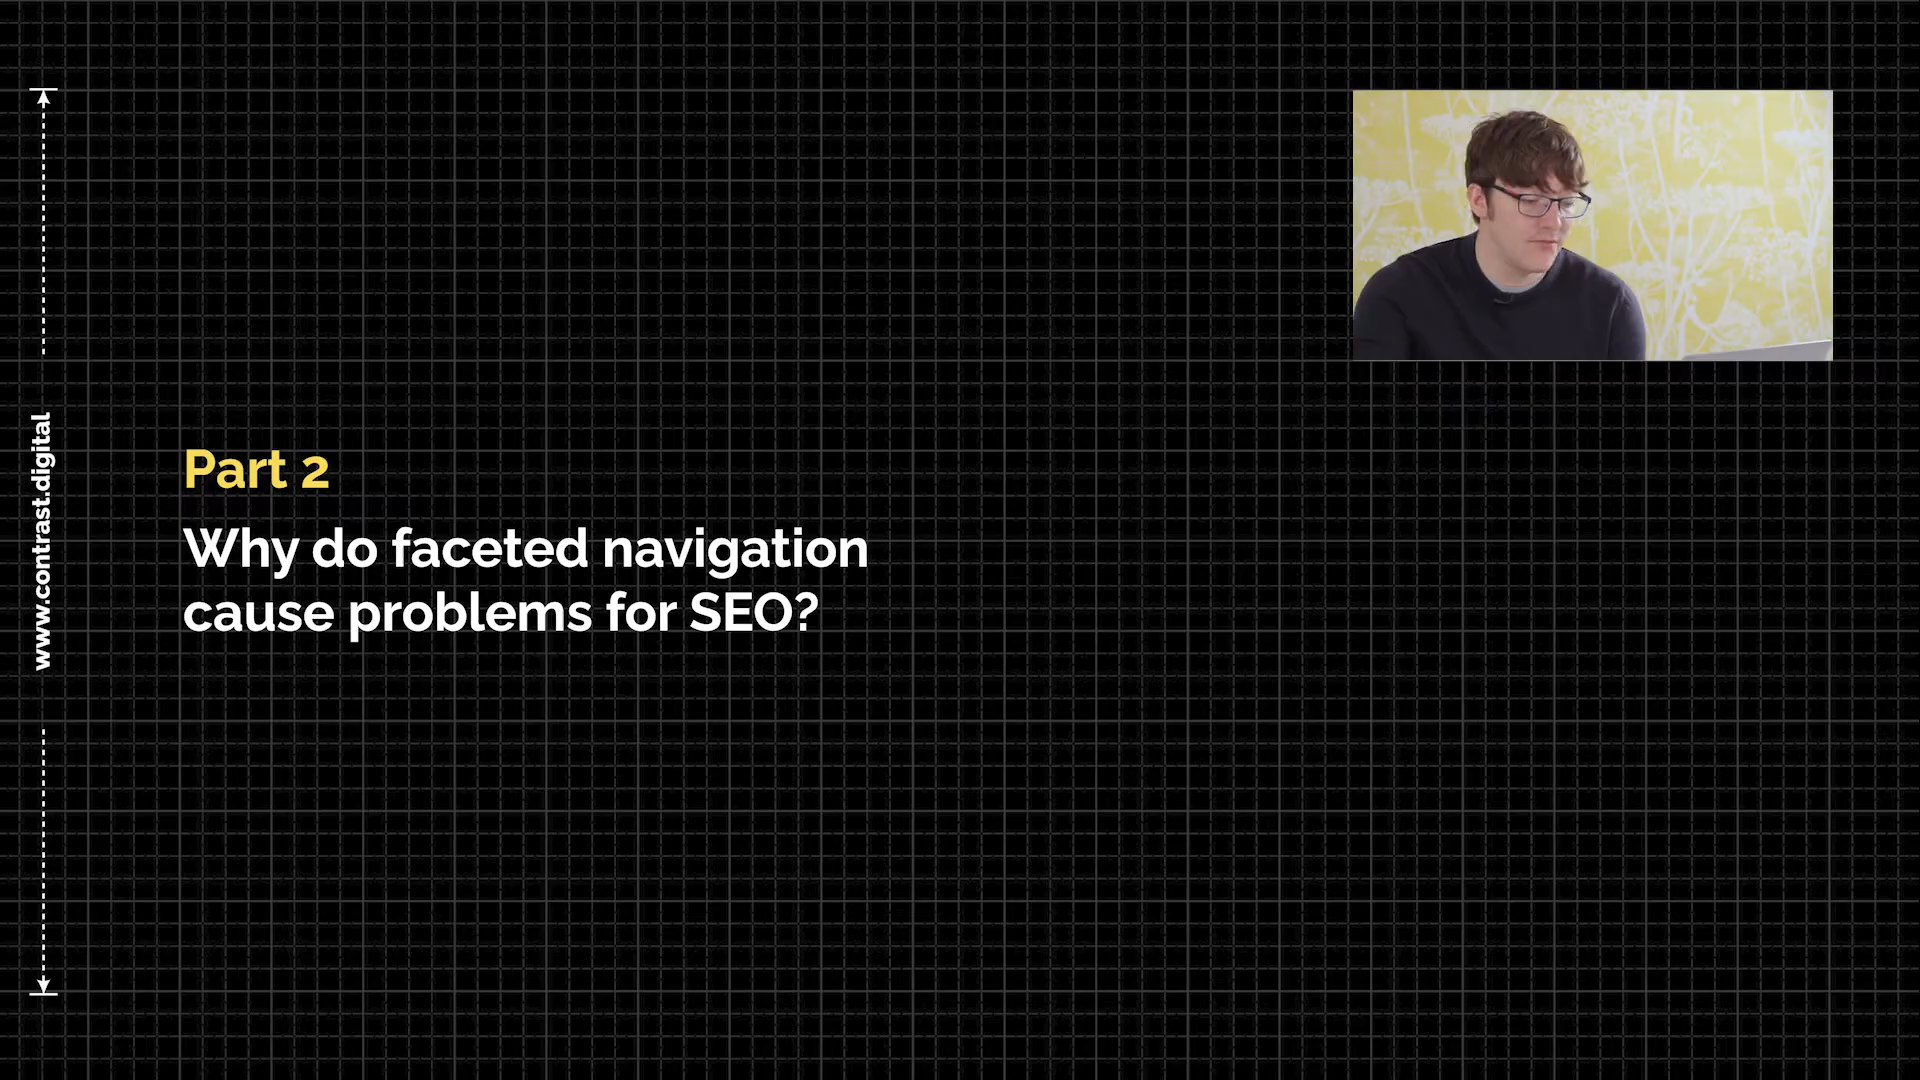 www.contrast.digital
Part 2
Why do faceted navigation
cause problems for SEO?